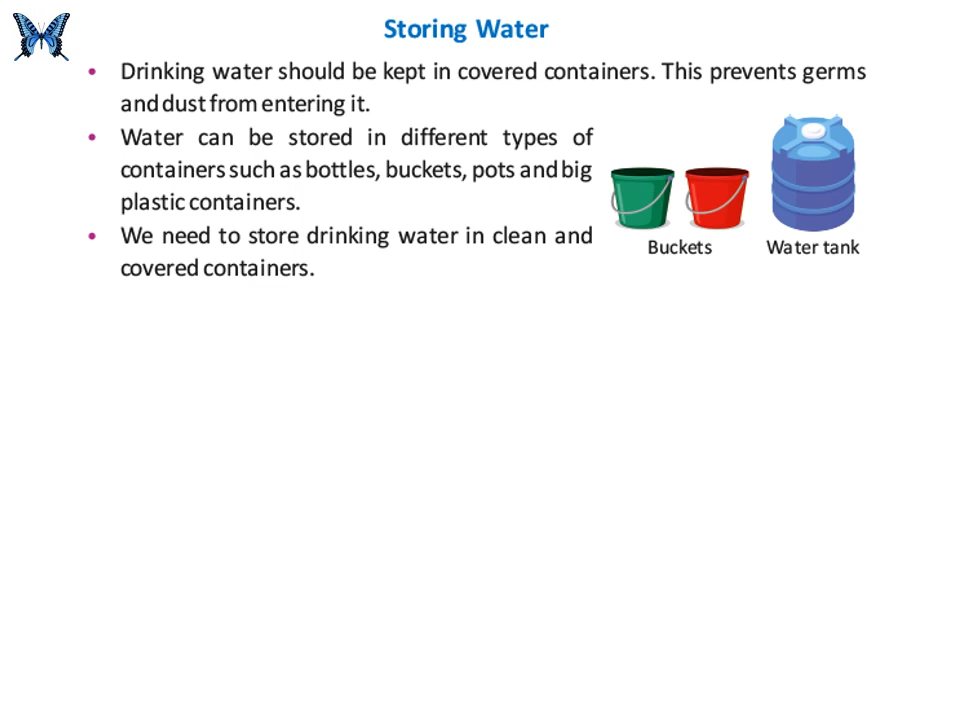 Storing Water
• Drinking water should be kept in covered containers. This prevents germs
and dust from entering it.
• Water can be stored in different types of
containers such as bottles, buckets, pots and big
plastic containers.
• We need to store drinking water in clean and
covered containers.
Buckets
Water tank